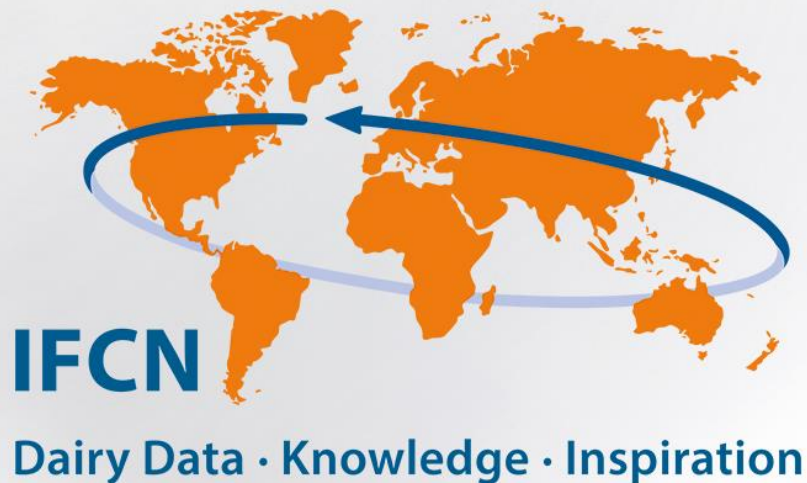 IFCN
Dairy Data · Knowledge · Inspiration